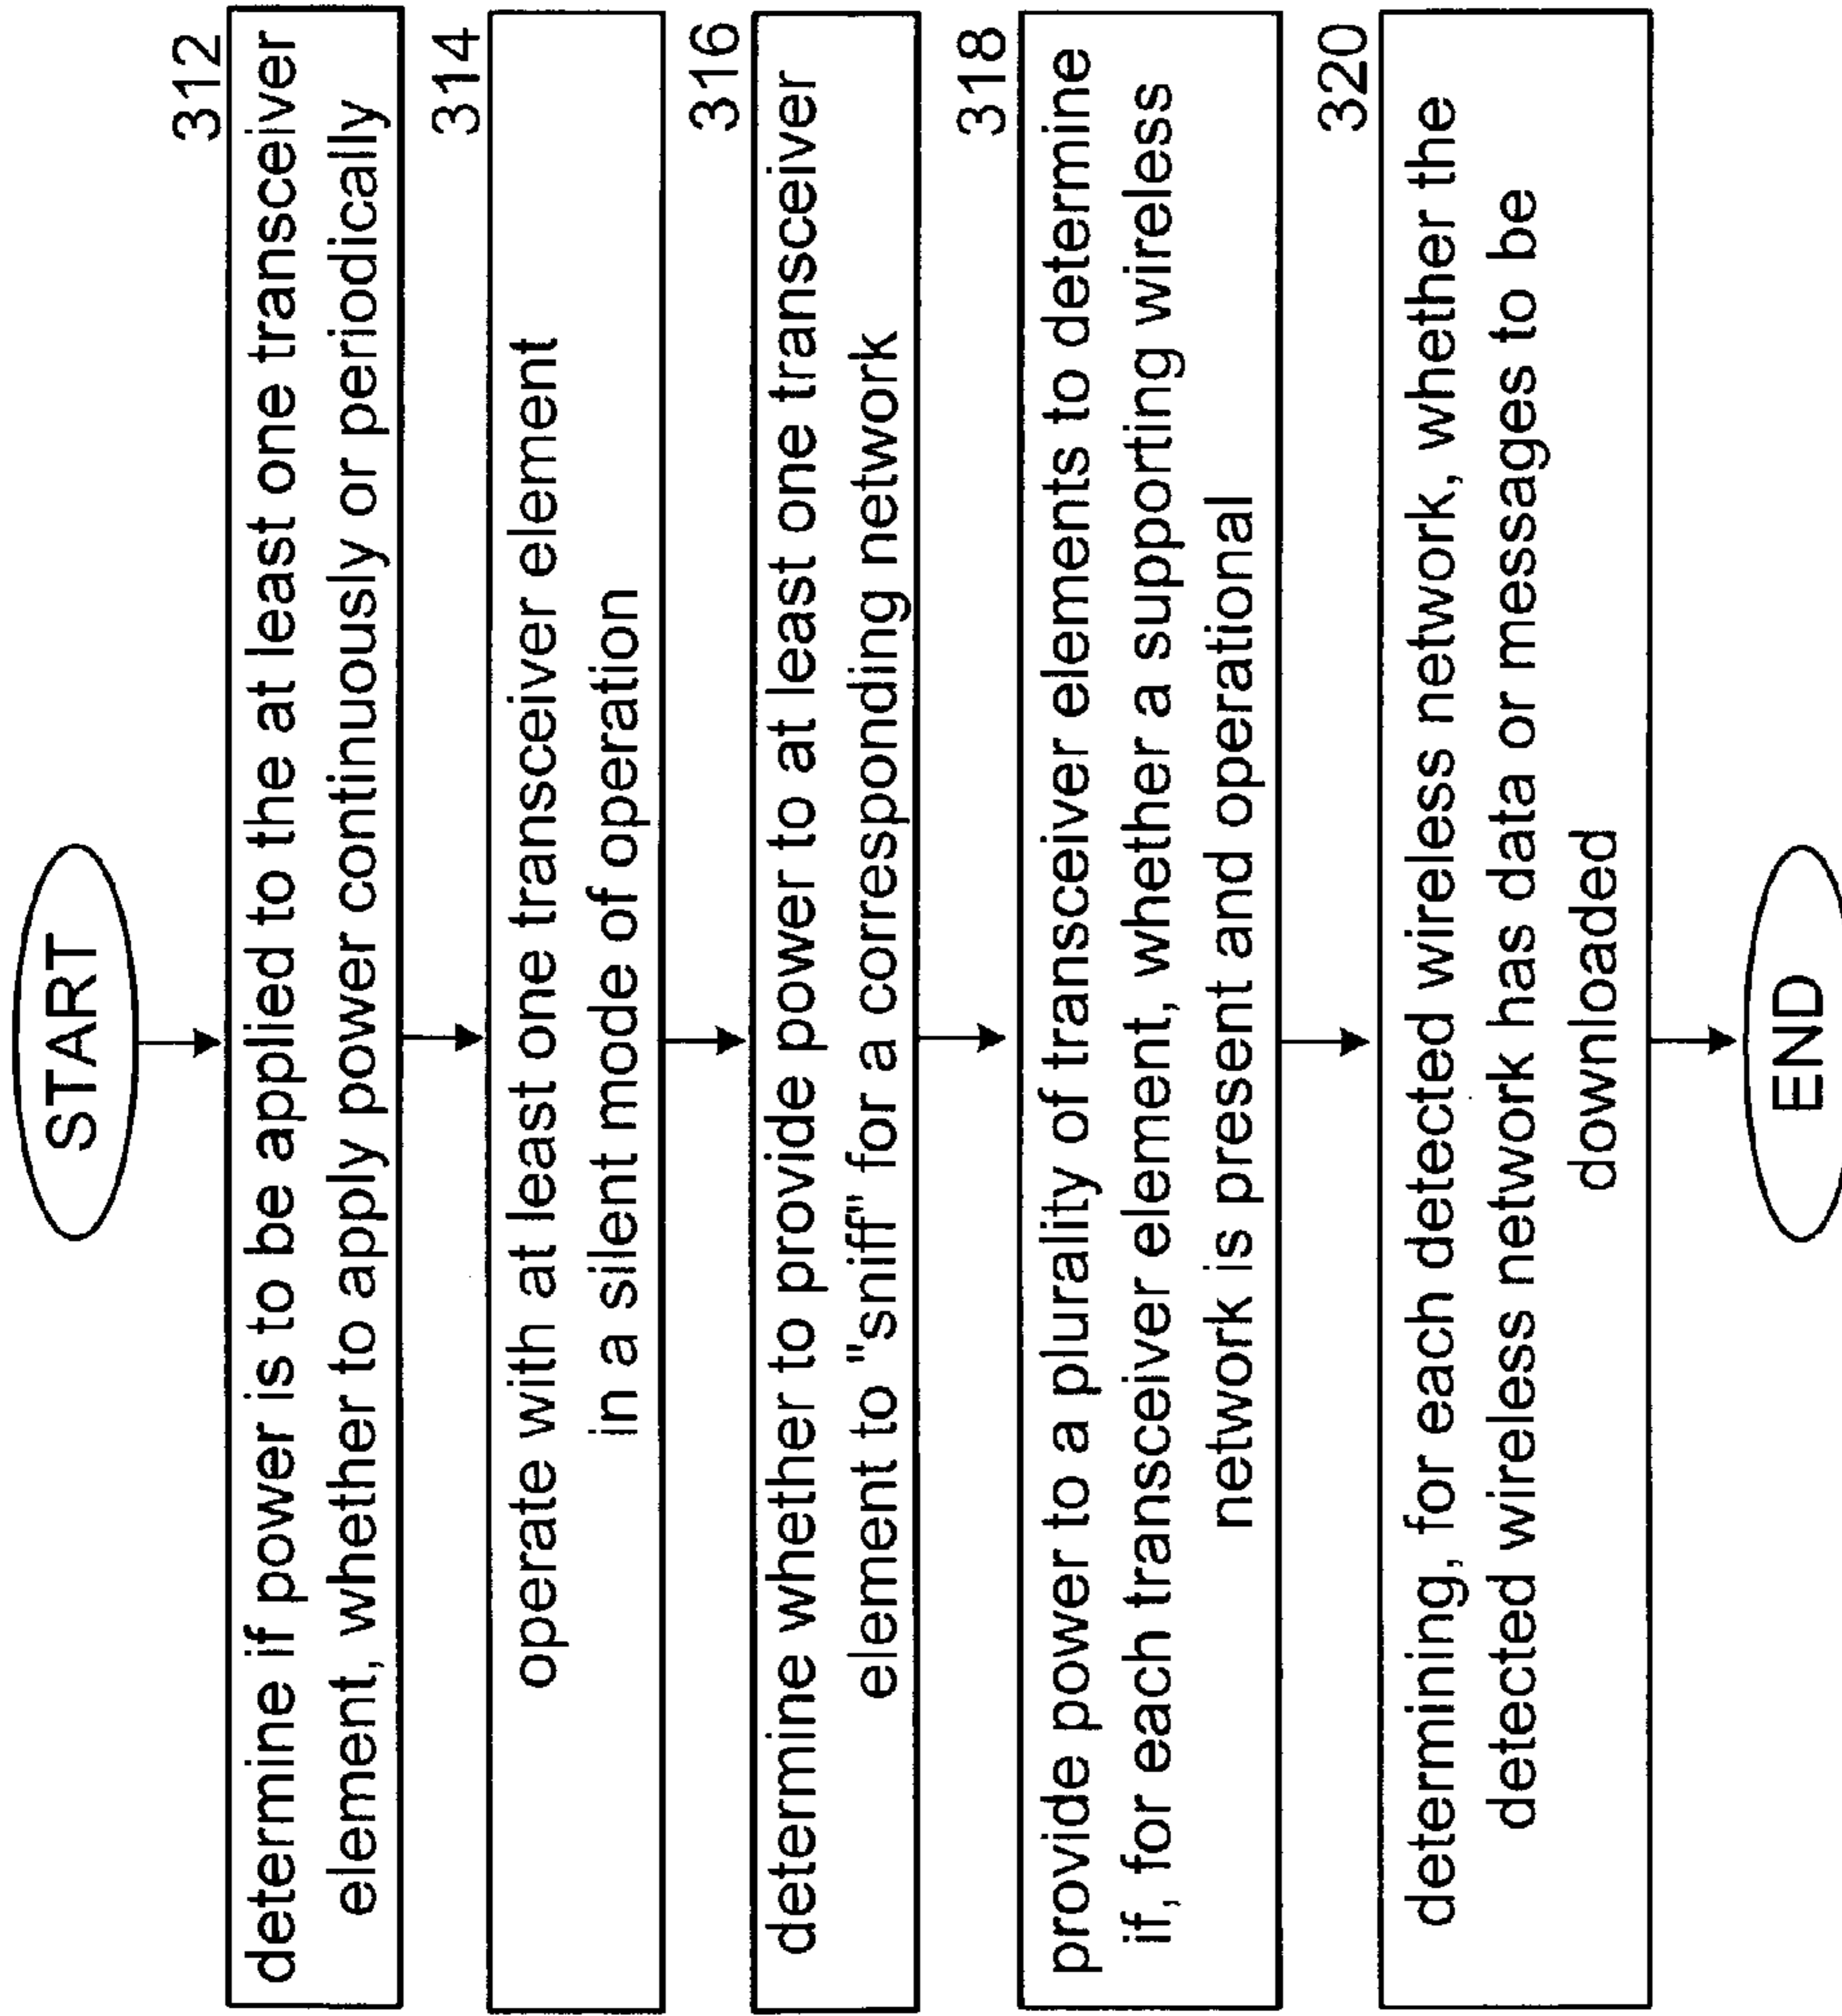 START
312
determine if power is to be applied to the at least one transceiver
element, whether to apply power continuously or periodically
314
operate with at least one transceiver element
in a silent mode of operation
316
determine whether to provide power to at least one transceiver
element to "sniff" for a corresponding network
318
provide power to a plurality of transceiver elements to determine
if, for each transceiver element, whether a supporting wireless
network is present and operational
320
determining, for each detected wireless network, whether the
detected wireless network has data or messages to be
downloaded
END